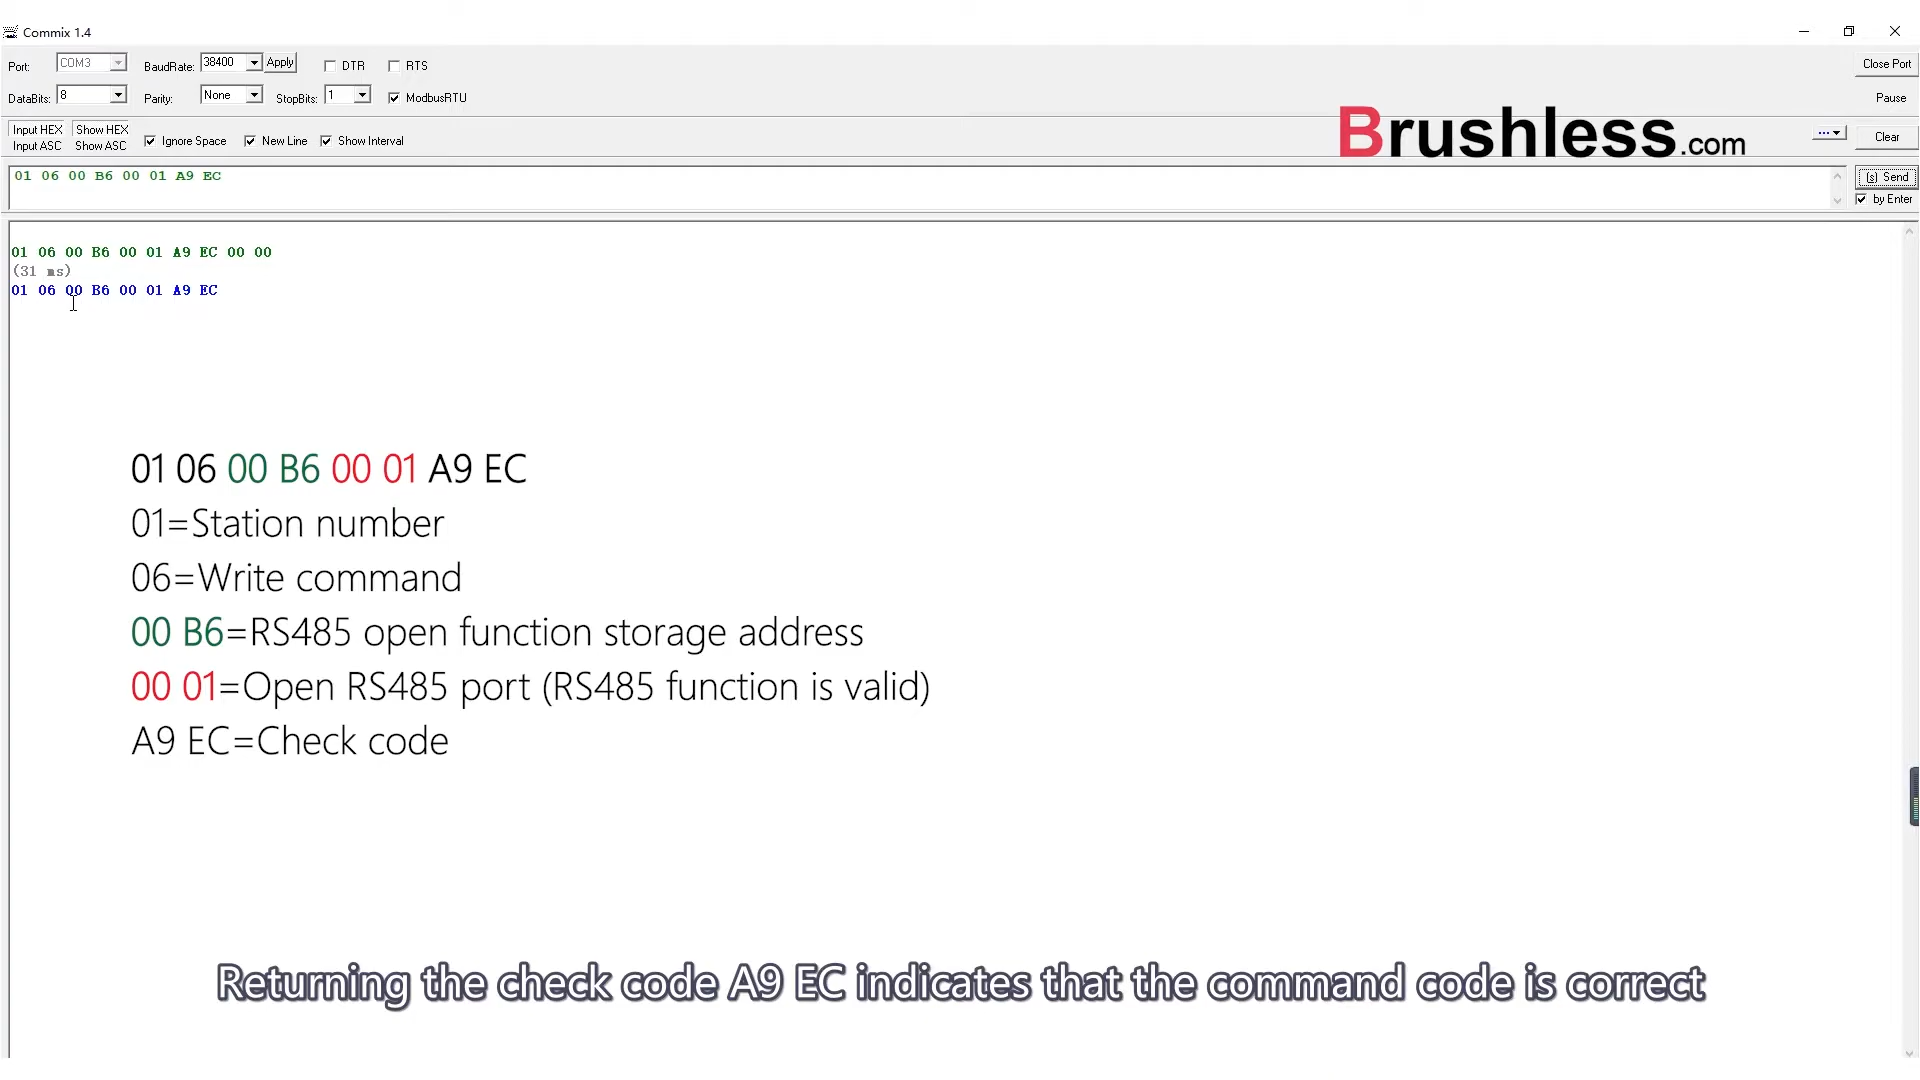 Commix 1.4
Port: COM3 BaudRate: 38400 Apply DTR RTS Close Port
DataBits: 8 Parity: None StopBits: 1 ModbusRTU Pause
Input HEX Show HEX
Input ASC Show ASC Ignore Space New Line Show Interval ... Clear
Brushless.com
01 06 00 B6 00 01 A9 EC
[s] Send
by Enter
01 06 00 B6 00 01 A9 EC 00 00
(31 ms)
01 06 00 B6 00 01 A9 EC
01 06 00 B6 00 01 A9 EC
01=Station number
06=Write command
00 B6=RS485 open function storage address
00 01=Open RS485 port (RS485 function is valid)
A9 EC=Check code
Returning the check code A9 EC indicates that the command code is correct